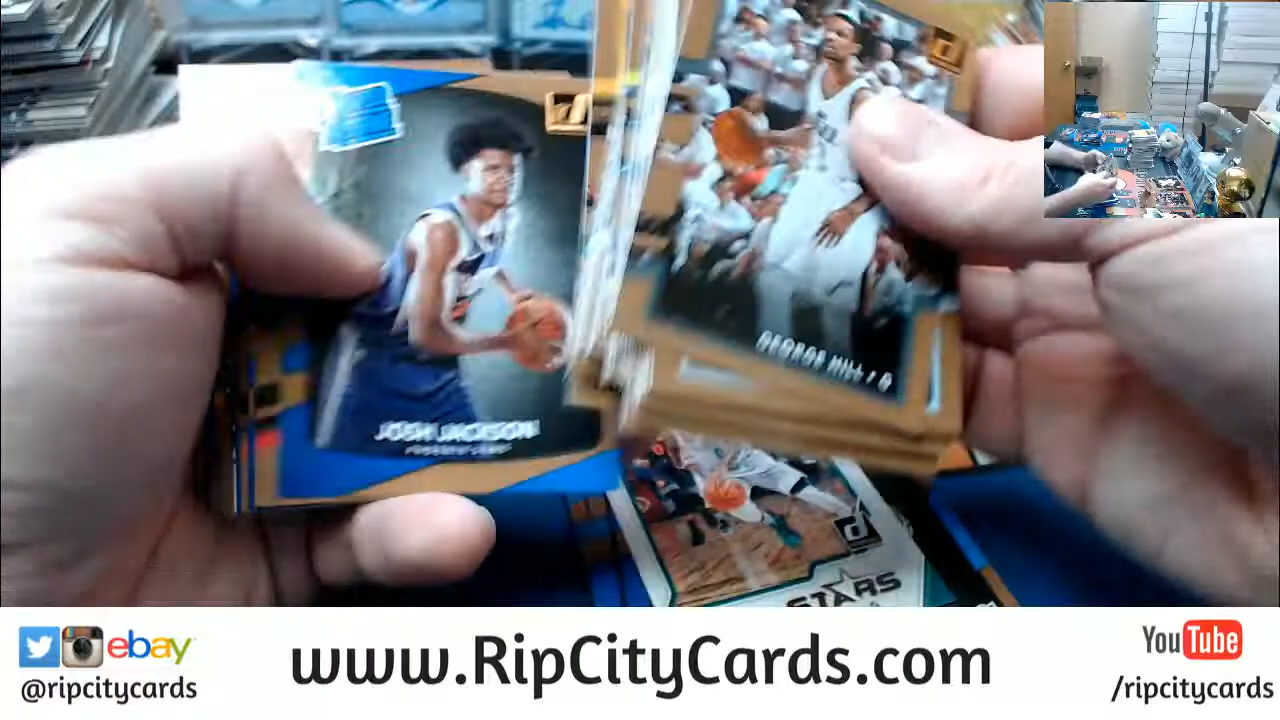 GEORGE HILL / G
JOSH JACKSON
STARS
ebay
@ripcitycards
www.RipCityCards.com
YouTube
/ripcitycards